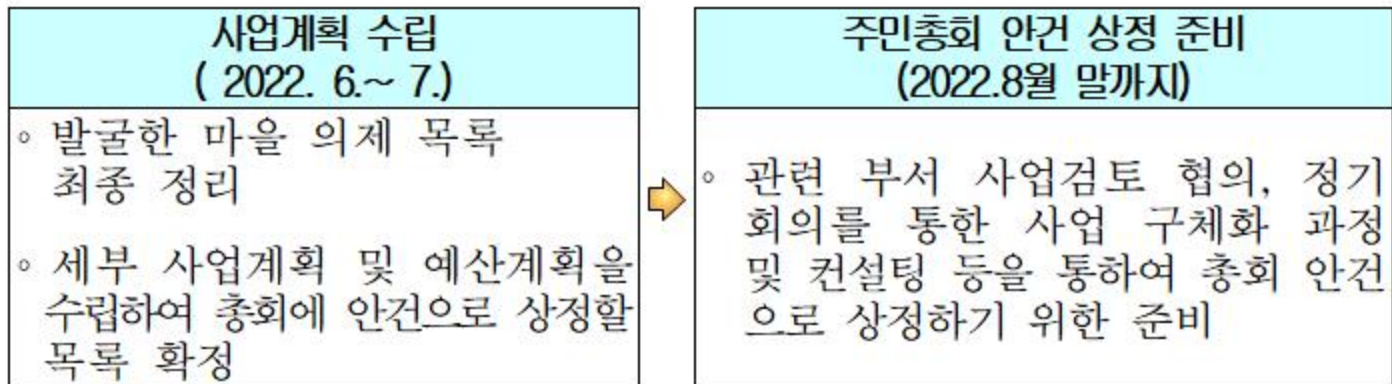 사업계획 수립
( 2022. 6.~ 7.)
◦ 발굴한 마을 의제 목록
최종 정리
◦ 세부 사업계획 및 예산계획을
수립하여 총회에 안건으로 상정할
목록 확정
주민총회 안건 상정 준비
(2022.8월 말까지)
◦ 관련 부서 사업검토 협의, 정기
회의를 통한 사업 구체화 과정
및 컨설팅 등을 통하여 총회 안건
으로 상정하기 위한 준비